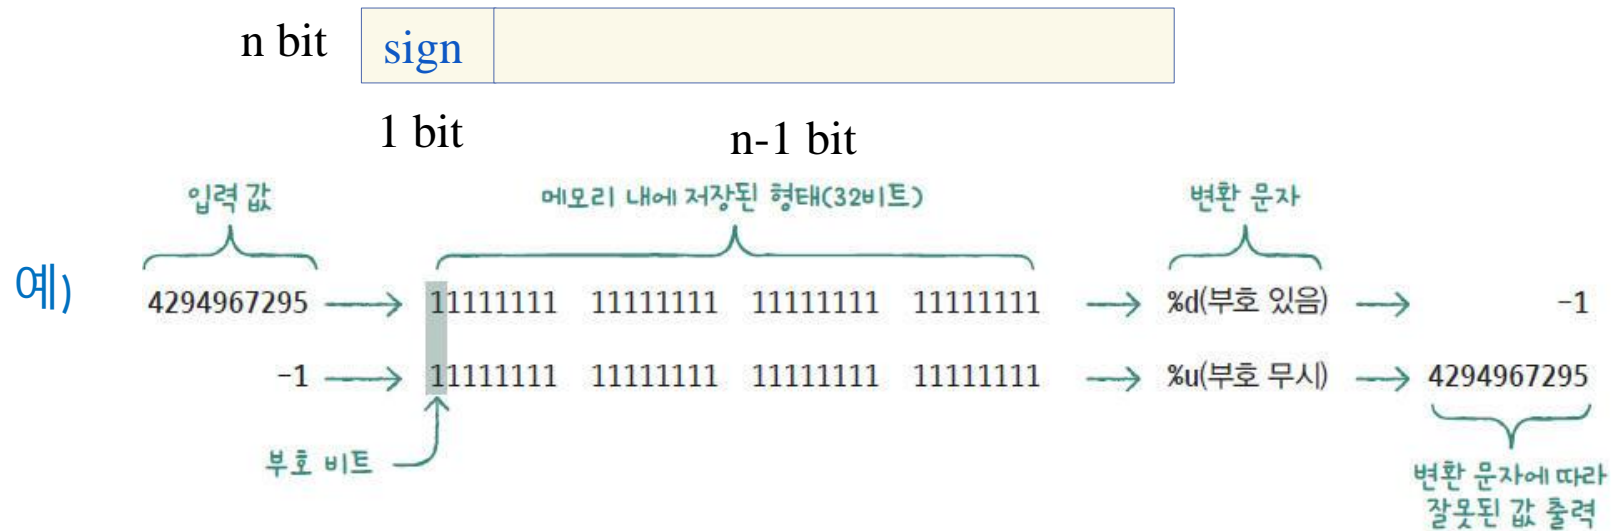 n bit sign
1 bit n-1 bit
입력 값 메모리 내에 저장된 형태(32비트) 변환 문자
예) 4294967295 11111111 11111111 11111111 11111111 %d(부호 있음) -1
-1 11111111 11111111 11111111 11111111 %u(부호 무시) 4294967295
부호 비트
변환 문자에 따라
잘못된 값 출력